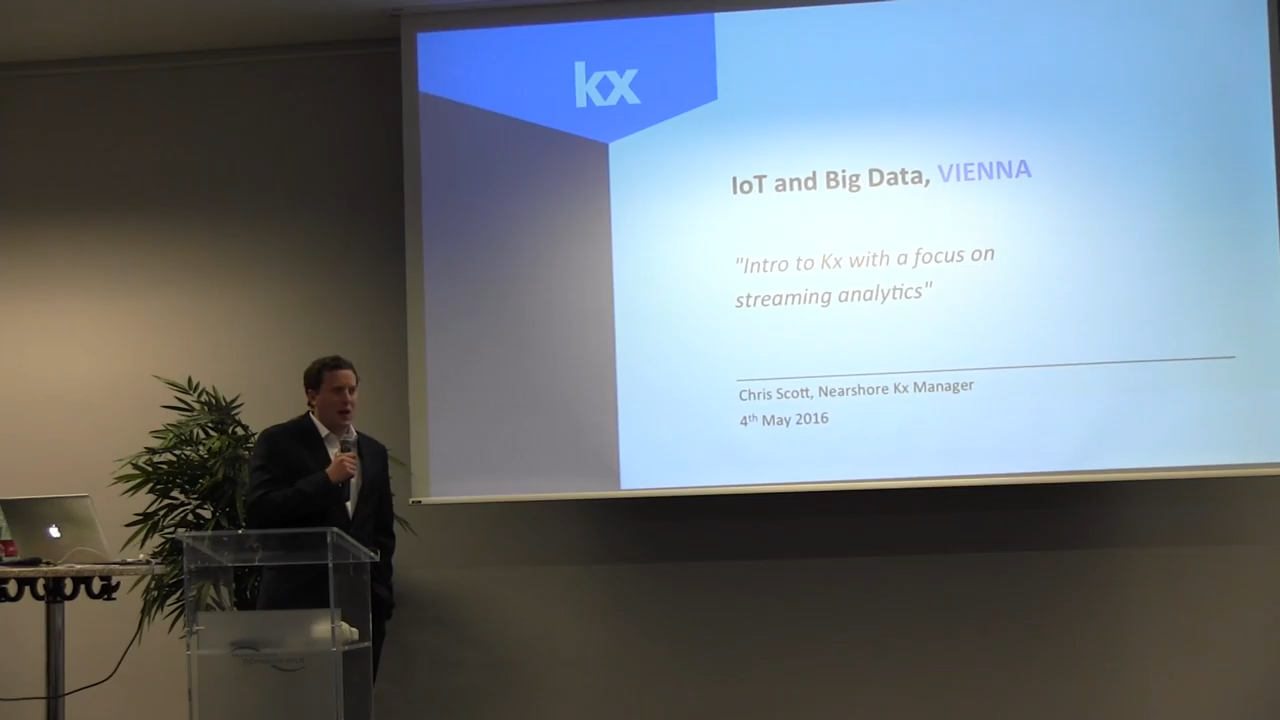 kx
IoT and Big Data, VIENNA
"Intro to Kx with a focus on
streaming analytics"
Chris Scott, Nearshore Kx Manager
4th May 2016